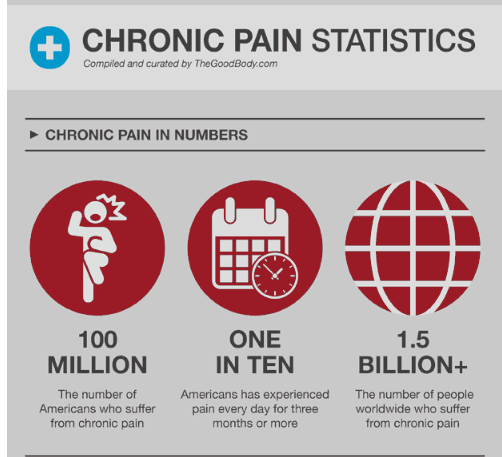 CHRONIC PAIN STATISTICS
Compiled and curated by TheGoodBody.com
CHRONIC PAIN IN NUMBERS
100
MILLION
The number of
Americans who suffer
from chronic pain
ONE
IN TEN
Americans has experienced
pain every day for three
months or more
1.5
BILLION+
The number of people
worldwide who suffer
from chronic pain